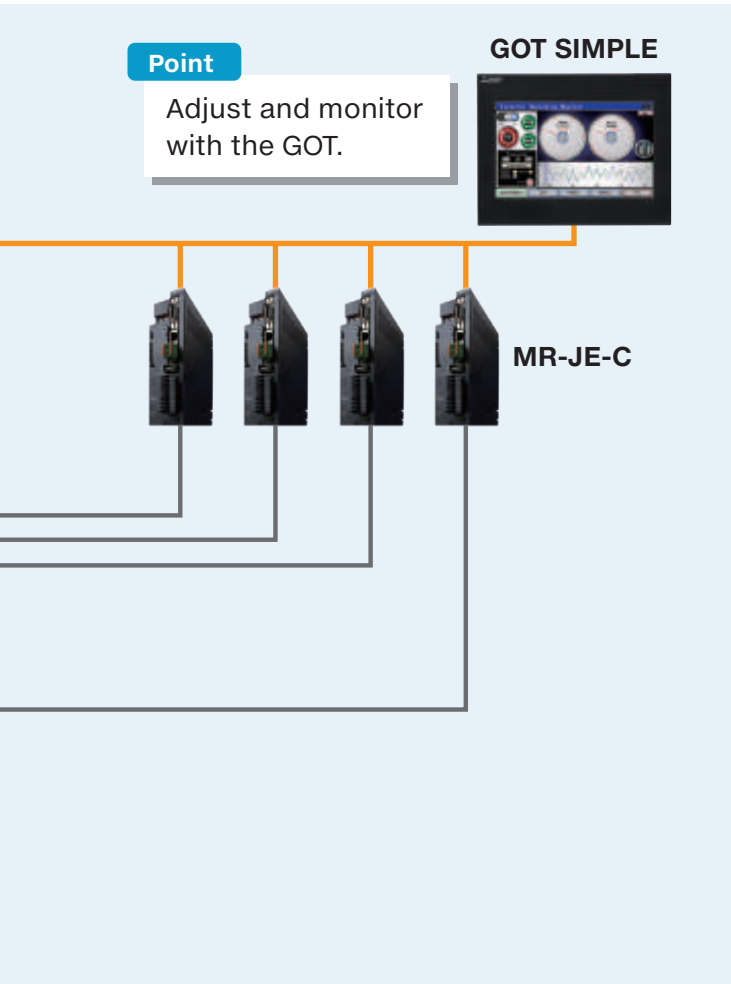 Point
Adjust and monitor
with the GOT.
GOT SIMPLE
MR-JE-C